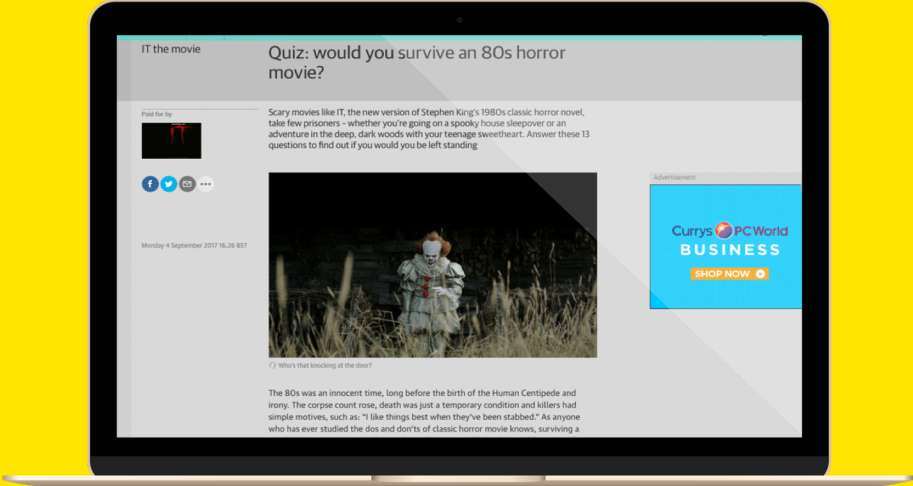 IT the movie
Quiz: would you survive an 80s horror
movie?
Paid for by
IT
Scary movies like IT, the new version of Stephen King's 1980s classic horror novel,
take few prisoners – whether you're going on a spooky house sleepover or an
adventure in the deep, dark woods with your teenage sweetheart. Answer these 13
questions to find out if you would you be left standing
f
Monday 4 September 2017 16.26 BST
Advertisement
Currys PC World
BUSINESS
SHOP NOW
Who's that knocking at the door?
The 80s was an innocent time, long before the birth of the Human Centipede and
irony. The corpse count rose, death was just a temporary condition and killers had
simple motives, such as: “I like things best when they've been stabbed.” As anyone
who has ever studied the dos and don'ts of classic horror movie knows, surviving a